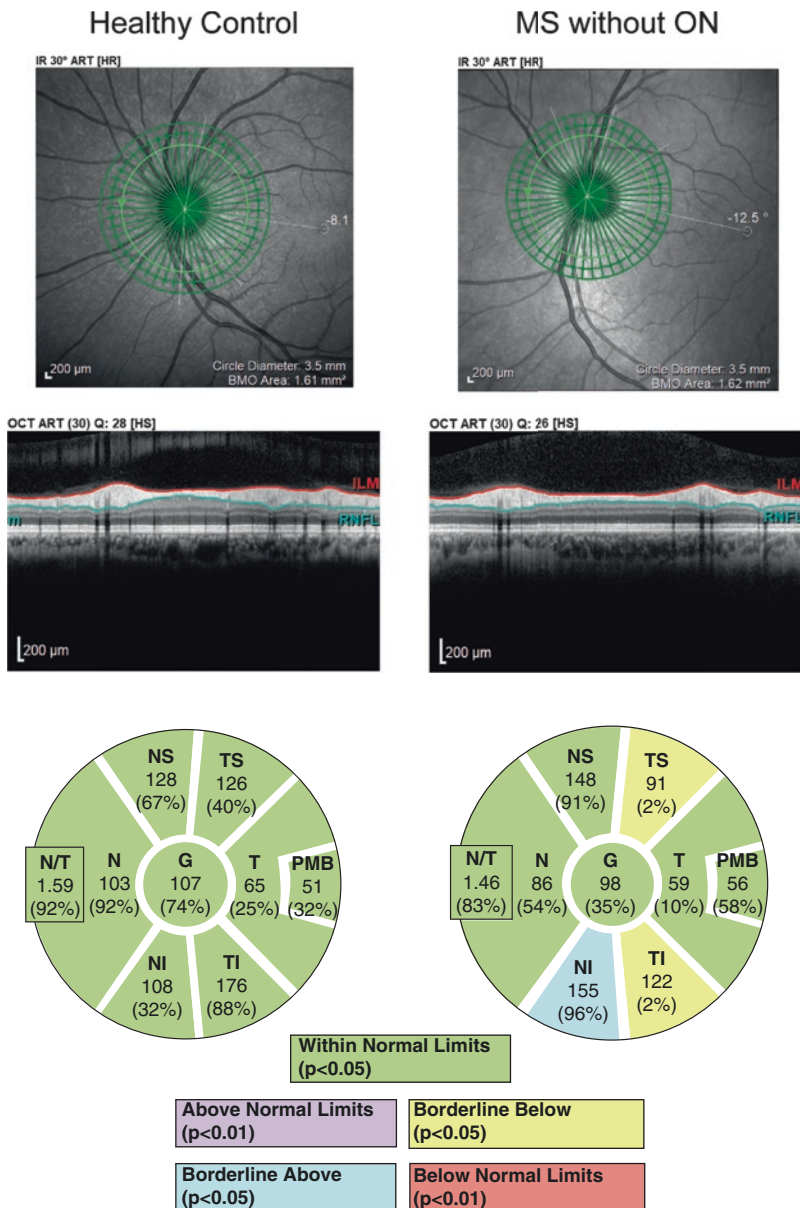 Healthy Control
MS without ON
IR 30° ART [HR]
IR 30° ART [HR]
-8.1
Circle Diameter: 3.5 mm
BMO Area: 1.61 mm²
200 µm
-12.5 °
Circle Diameter: 3.5 mm
BMO Area: 1.62 mm²
200 µm
OCT ART (30) Q: 28 [HS]
ILM
m
RNFL
200 µm
OCT ART (30) Q: 26 [HS]
ILM
RNFL
200 µm
NS
128
(67%)
TS
126
(40%)
N/T
1.59
(92%)
N
103
(92%)
G
107
(74%)
T
65
(25%)
PMB
51
(32%)
NI
108
(32%)
TI
176
(88%)
NS
148
(91%)
TS
91
(2%)
N/T
1.46
(83%)
N
86
(54%)
G
98
(35%)
T
59
(10%)
PMB
56
(58%)
NI
155
(96%)
TI
122
(2%)
Within Normal Limits
(p<0.05)
Above Normal Limits
(p<0.01)
Borderline Below
(p<0.05)
Borderline Above
(p<0.05)
Below Normal Limits
(p<0.01)